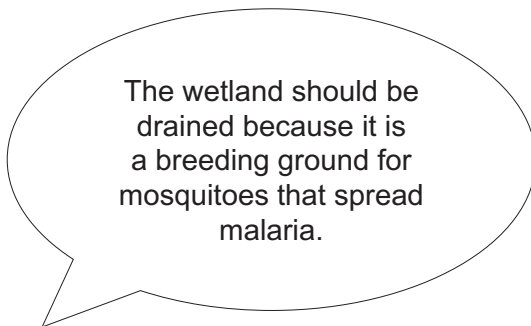 The wetland should be
drained because it is
a breeding ground for
mosquitoes that spread
malaria.